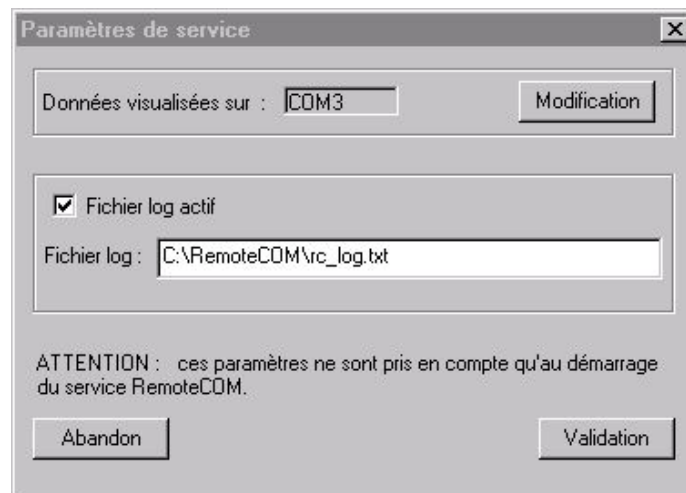 Paramètres de service
Données visualisées sur : COM3 Modification
Fichier log actif
Fichier log : C:\RemoteCOM\rc_log.txt
ATTENTION : ces paramètres ne sont pris en compte qu'au démarrage
du service RemoteCOM.
Abandon Validation